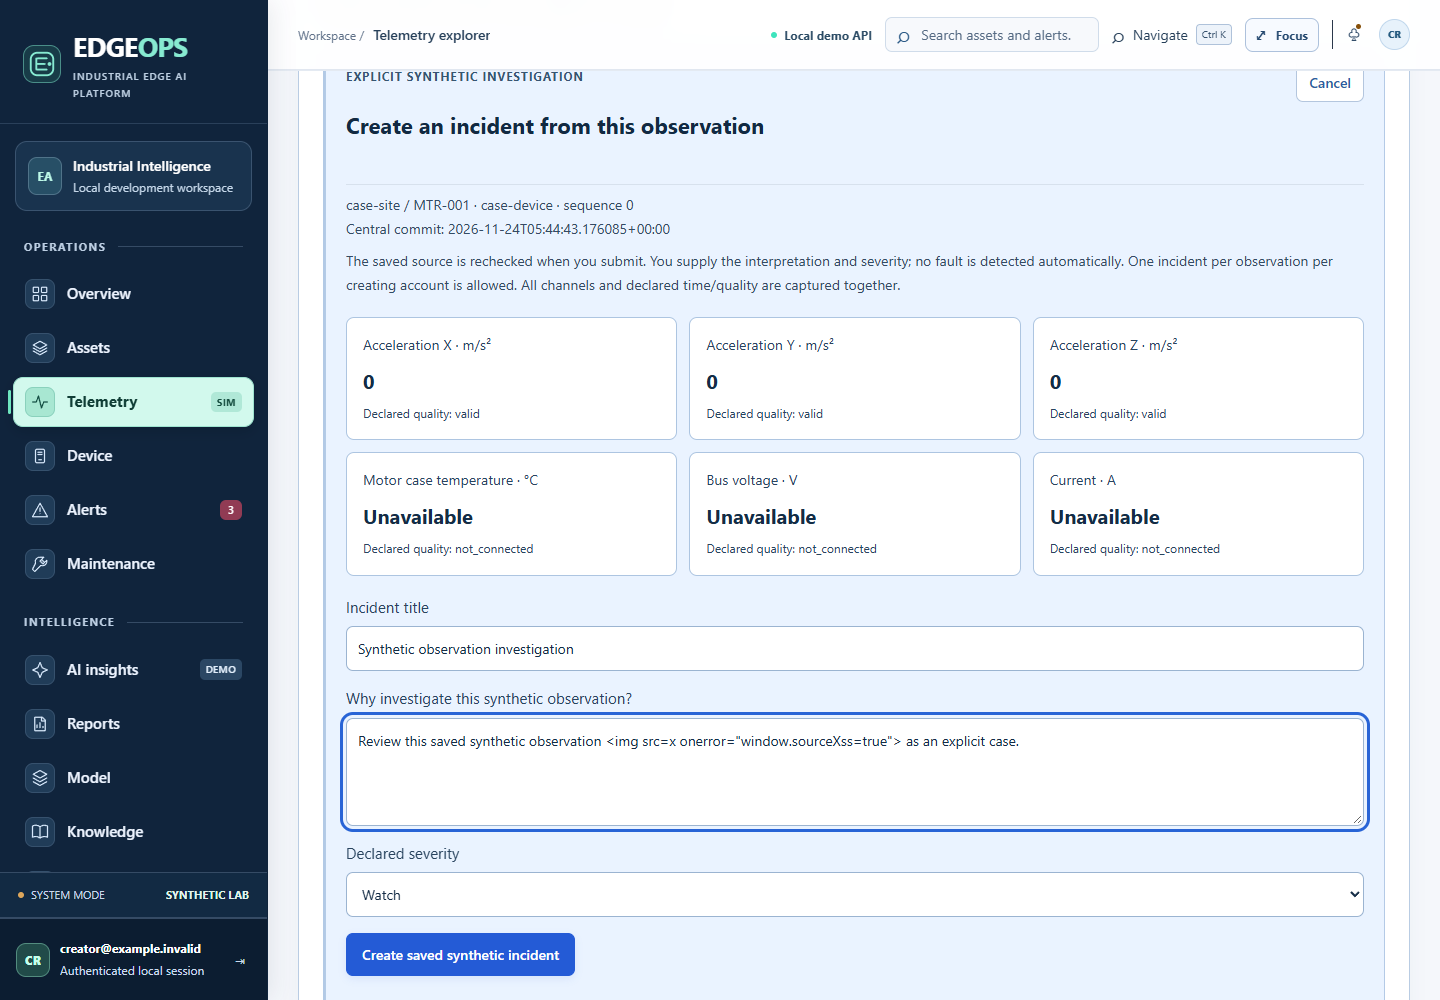 EDGEOPS
INDUSTRIAL EDGE AI
PLATFORM
EA
Industrial Intelligence
Local development workspace
OPERATIONS
Overview
Assets
Telemetry
SIM
Device
Alerts
3
Maintenance
INTELLIGENCE
AI insights
DEMO
Reports
Model
Knowledge
SYSTEM MODE
SYNTHETIC LAB
CR
creator@example.invalid
Authenticated local session
Workspace / Telemetry explorer
Local demo API
Search assets and alerts.
Navigate
Ctrl K
Focus
CR
EXPLICIT SYNTHETIC INVESTIGATION
Cancel
Create an incident from this observation
case-site / MTR-001 · case-device · sequence 0
Central commit: 2026-11-24T05:44:43.176085+00:00
The saved source is rechecked when you submit. You supply the interpretation and severity; no fault is detected automatically. One incident per observation per
creating account is allowed. All channels and declared time/quality are captured together.
Acceleration X · m/s²
0
Declared quality: valid
Acceleration Y · m/s²
0
Declared quality: valid
Acceleration Z · m/s²
0
Declared quality: valid
Motor case temperature · °C
Unavailable
Declared quality: not_connected
Bus voltage · V
Unavailable
Declared quality: not_connected
Current · A
Unavailable
Declared quality: not_connected
Incident title
Synthetic observation investigation
Why investigate this synthetic observation?
Review this saved synthetic observation <img src=x onerror="window.sourceXss=true"> as an explicit case.
Declared severity
Watch
Create saved synthetic incident